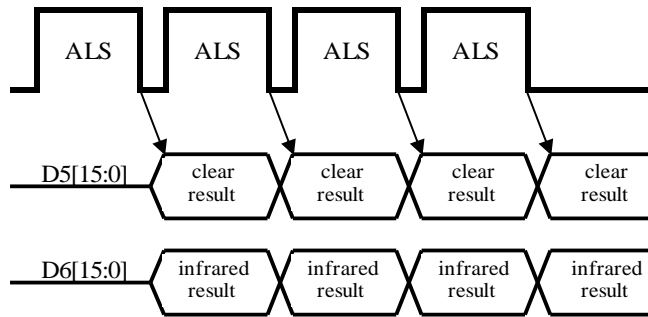 ALS ALS ALS ALS
D5[15:0] clear clear clear clear
result result result result
D6[15:0] infrared infrared infrared infrared
result result result result